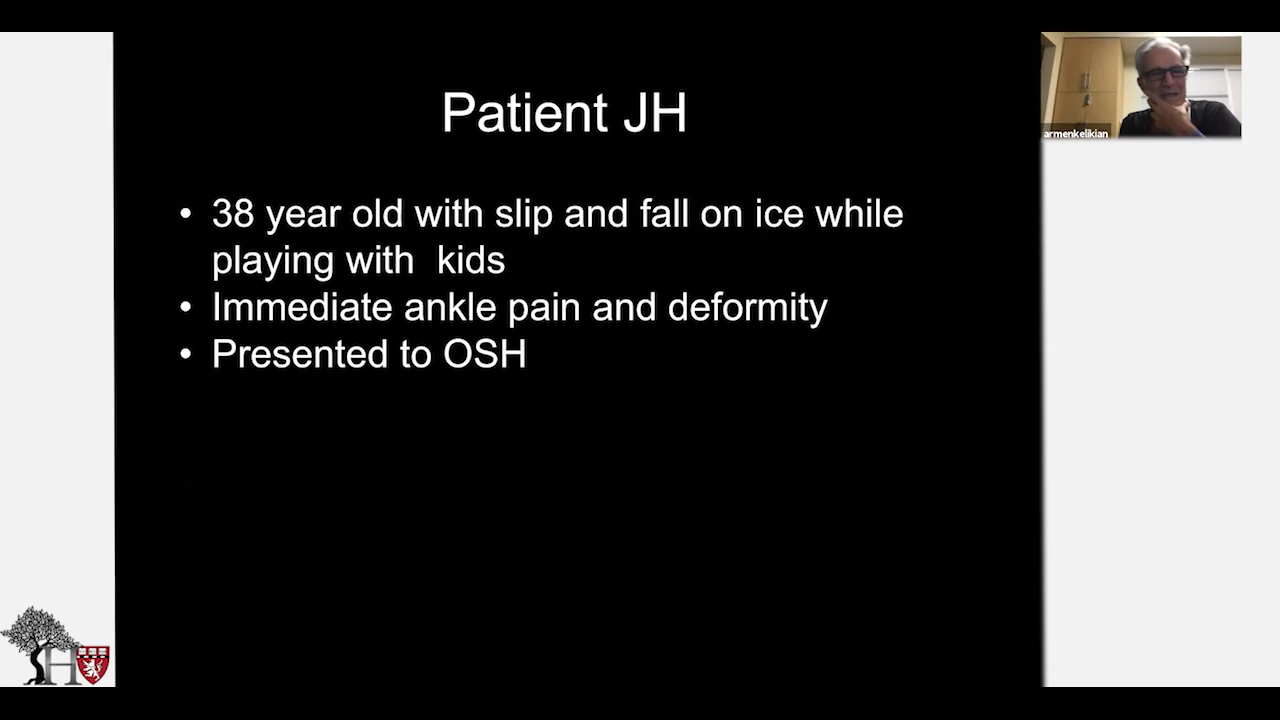 Patient JH
• 38 year old with slip and fall on ice while
playing with  kids
• Immediate ankle pain and deformity
• Presented to OSH
armenkelikian
H